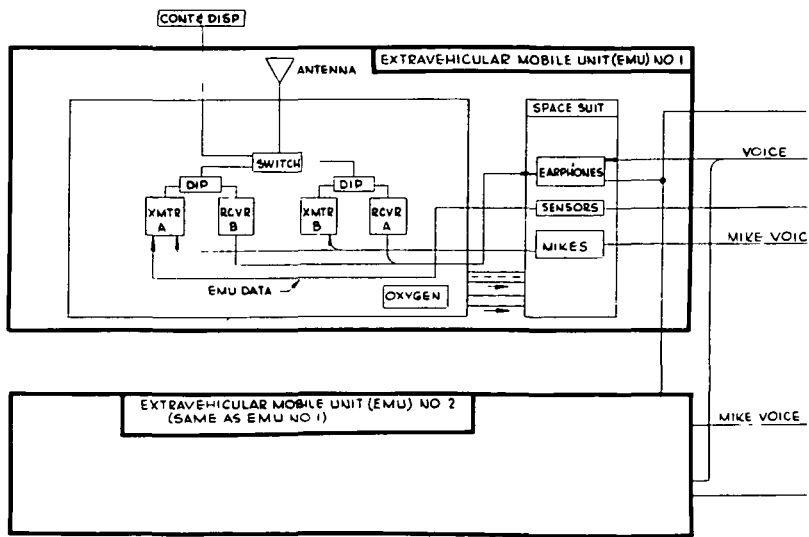 CONT & DISP
EXTRAVEHICULAR MOBILE UNIT (EMU) NO 1
ANTENNA
SPACE SUIT
SWITCH
VOICE
DIP
DIP
EARPHONES
XMTR
A
RCVR
B
XMTR
B
RCVR
A
SENSORS
MIKES
MIKE VOIC
EMU DATA
OXYGEN
EXTRAVEHICULAR MOBILE UNIT (EMU) NO 2
(SAME AS EMU NO 1)
MIKE VOICE